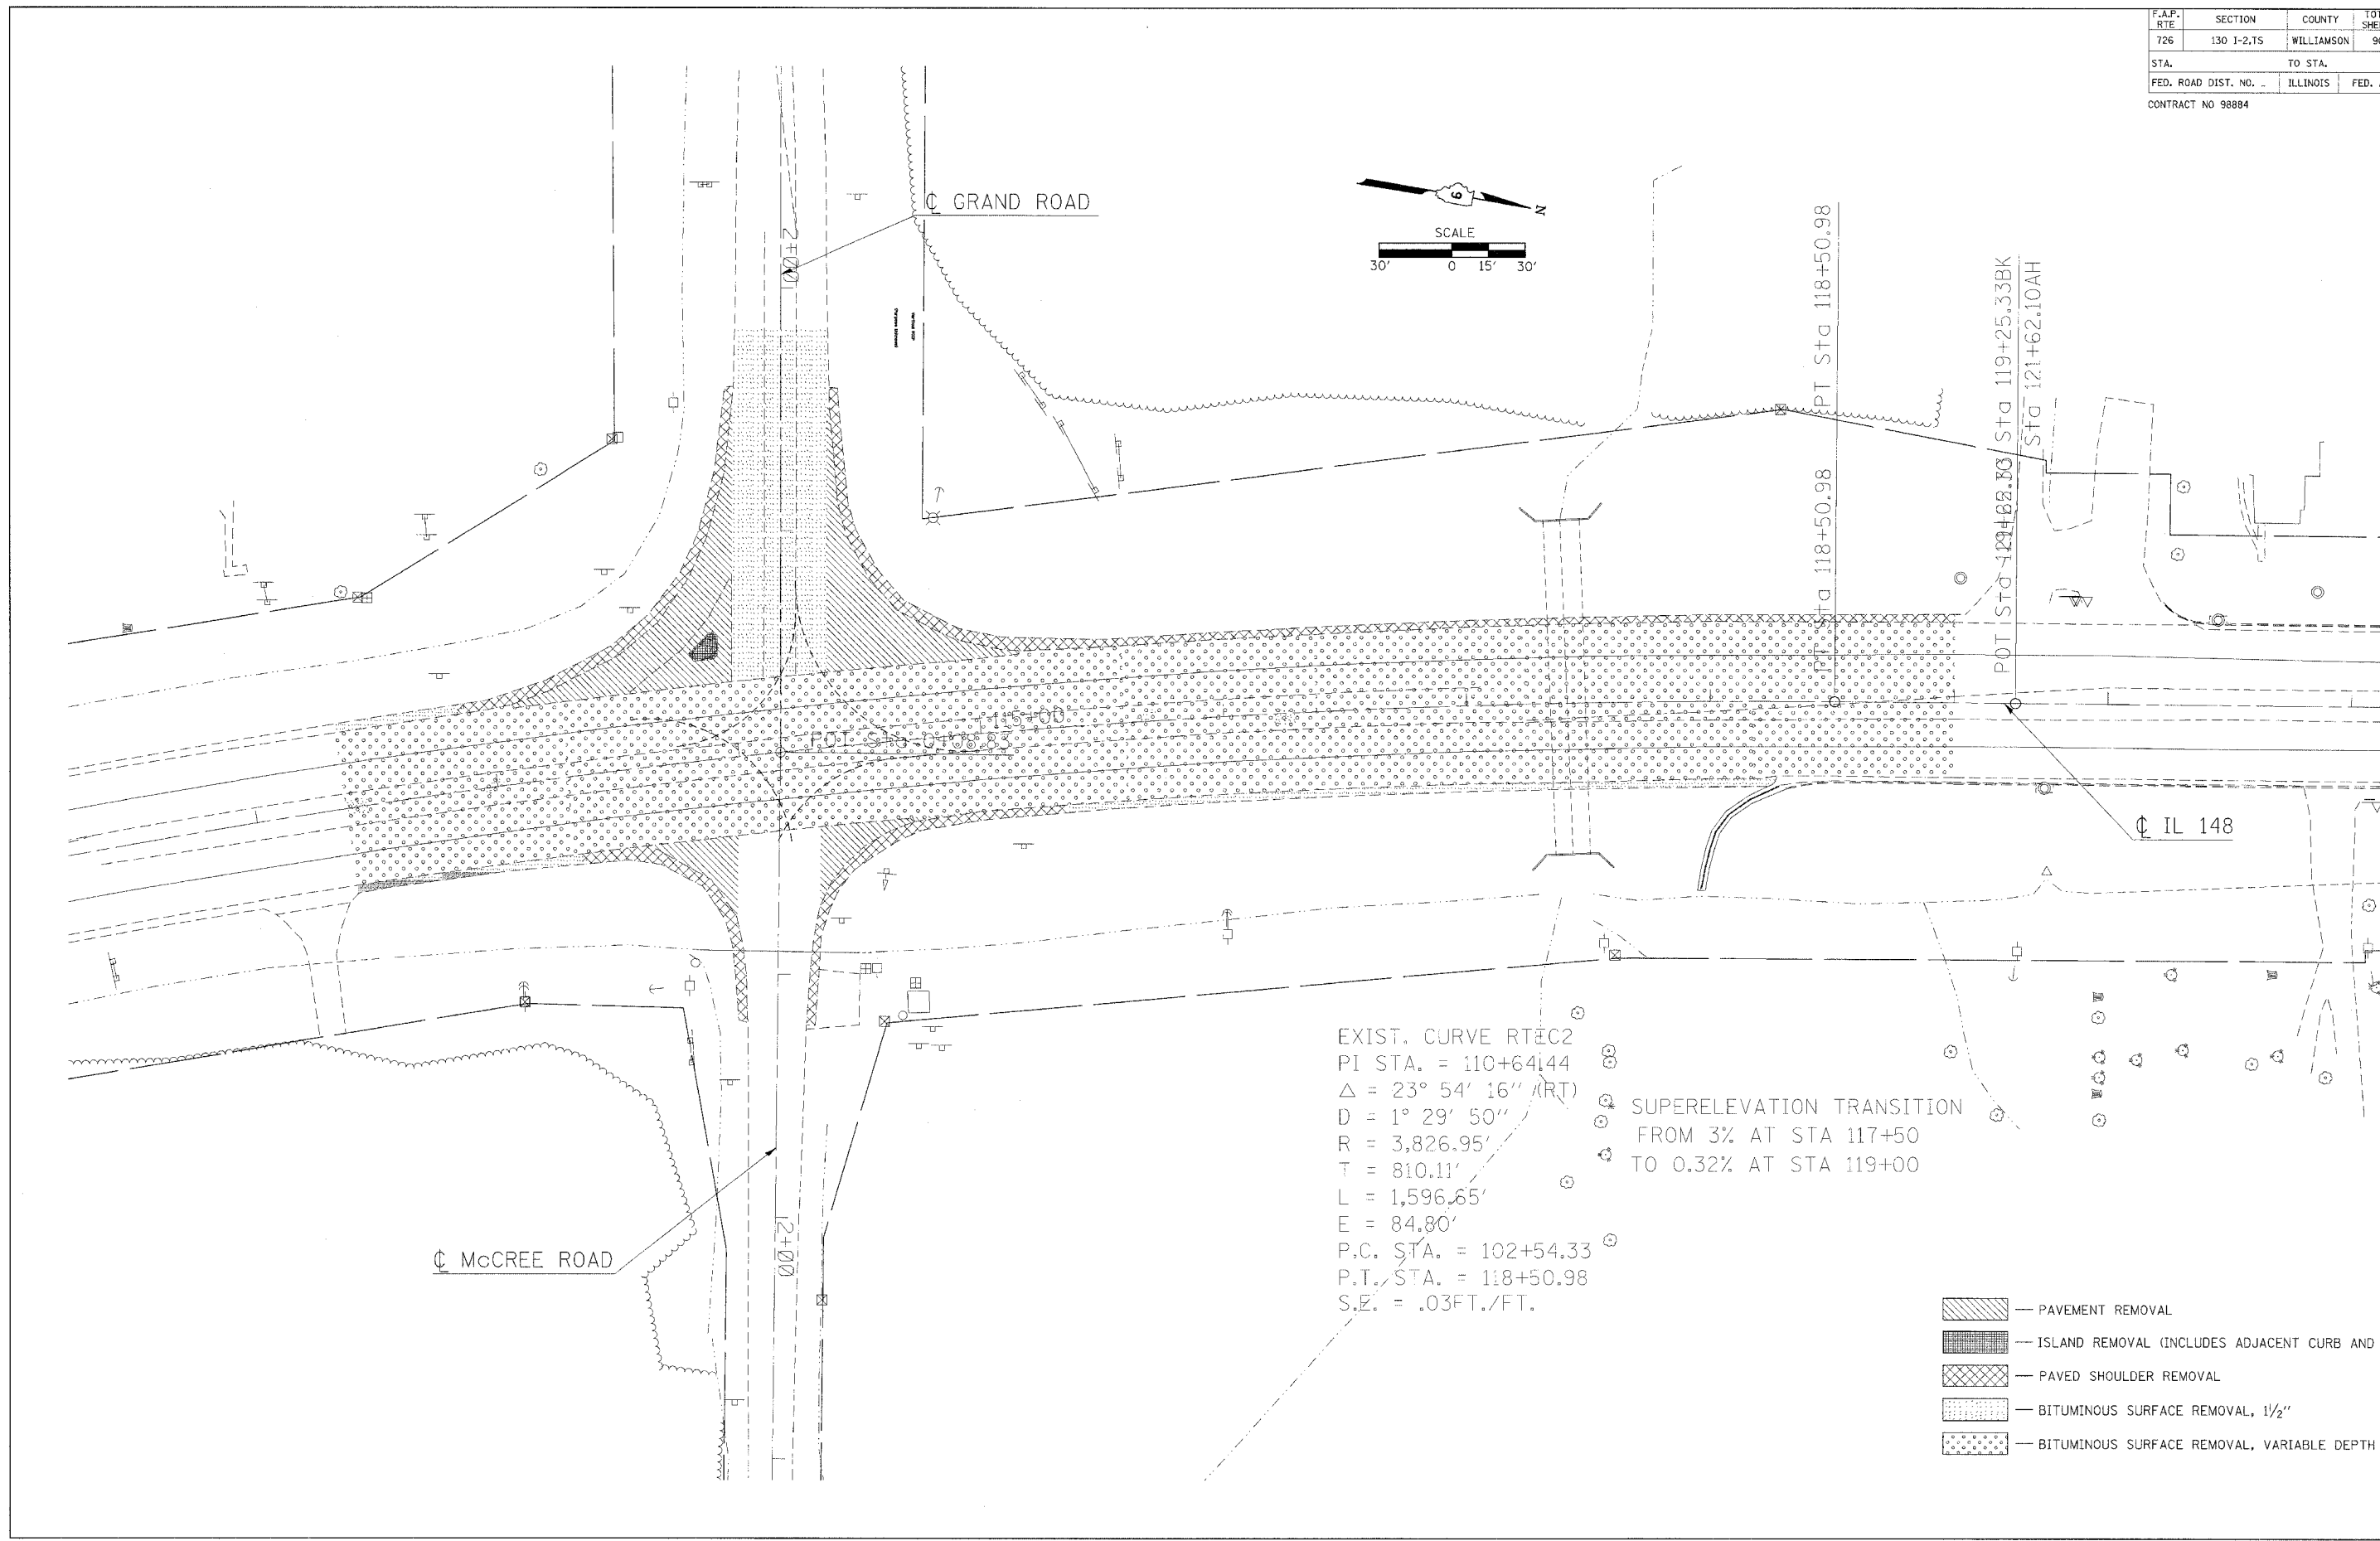 F.A.P. RTE SECTION COUNTY
726 130 I-2,TS WILLIAMSON
STA. TO STA.
FED. ROAD DIST. NO. ILLINOIS FED.
CONTRACT NO 98884
℄ GRAND ROAD
2+00
N
SCALE
30' 0 15' 30'
PT Sta 118+50.98
PT Sta 118+50.98
Sta 119+25.33BK
Sta 121+62.10AH
POT Sta
℄ IL 148
EXIST. CURVE RTEC2
PI STA. = 110+64.44
△ = 23° 54' 16'' (RT)
D = 1° 29' 50''
R = 3,826.95'
T = 810.11'
L = 1,596.65'
E = 84.80'
P.C. STA. = 102+54.33
P.T. STA. = 118+50.98
S.E. = .03FT./FT.
SUPERELEVATION TRANSITION
FROM 3% AT STA 117+50
TO 0.32% AT STA 119+00
℄ McCREE ROAD
2+00
PAVEMENT REMOVAL
ISLAND REMOVAL (INCLUDES ADJACENT CURB AND
PAVED SHOULDER REMOVAL
BITUMINOUS SURFACE REMOVAL, 1½''
BITUMINOUS SURFACE REMOVAL, VARIABLE DEPTH